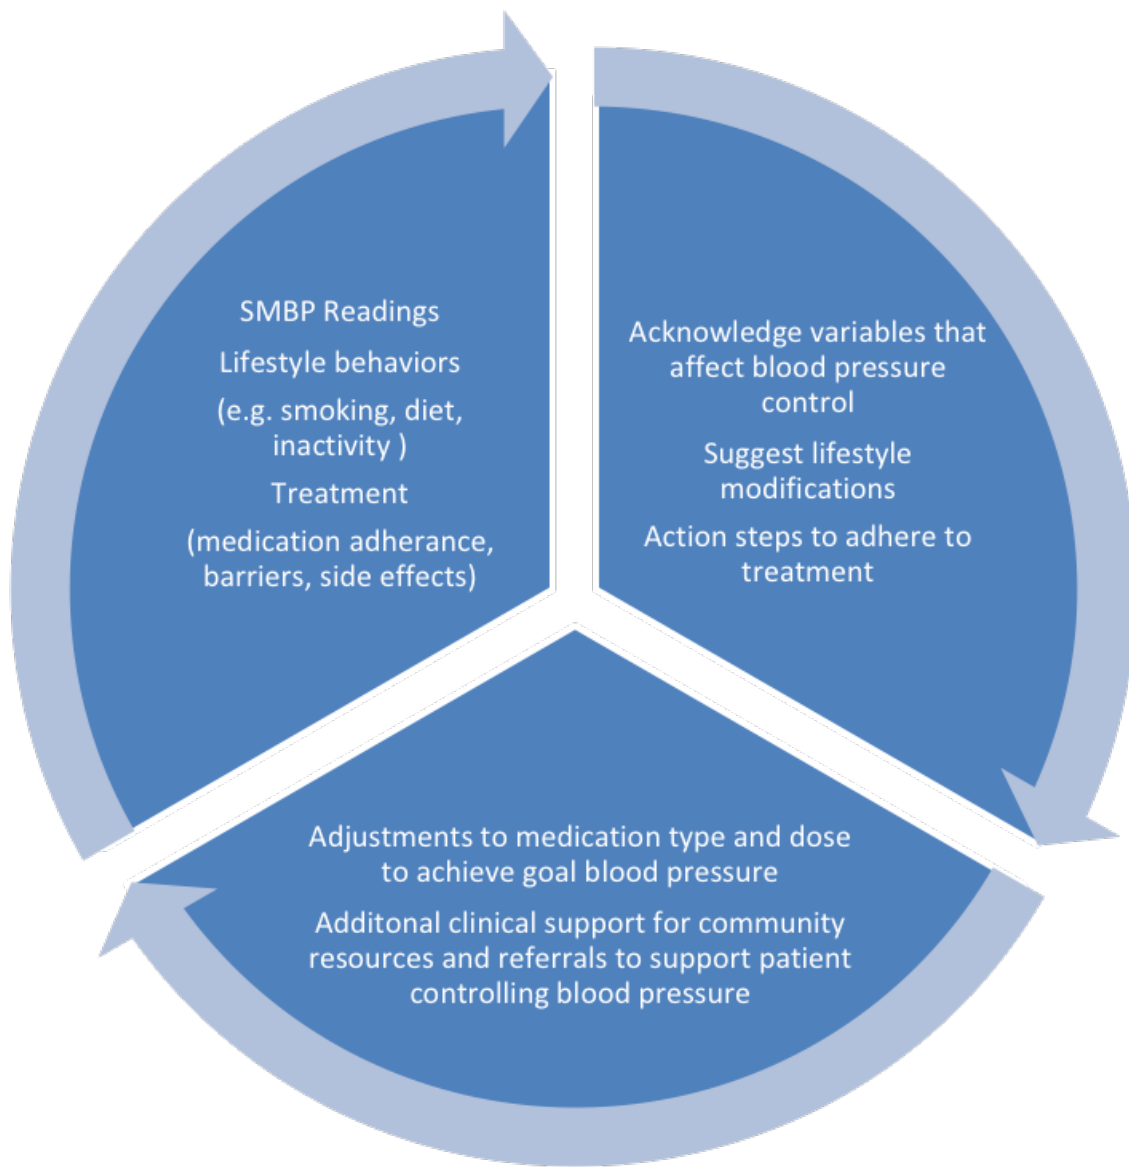 SMBP Readings
Lifestyle behaviors
(e.g. smoking, diet,
inactivity )
Treatment
(medication adherance,
barriers, side effects)
Acknowledge variables that
affect blood pressure
control
Suggest lifestyle
modifications
Action steps to adhere to
treatment
Adjustments to medication type and dose
to achieve goal blood pressure
Additonal clinical support for community
resources and referrals to support patient
controlling blood pressure